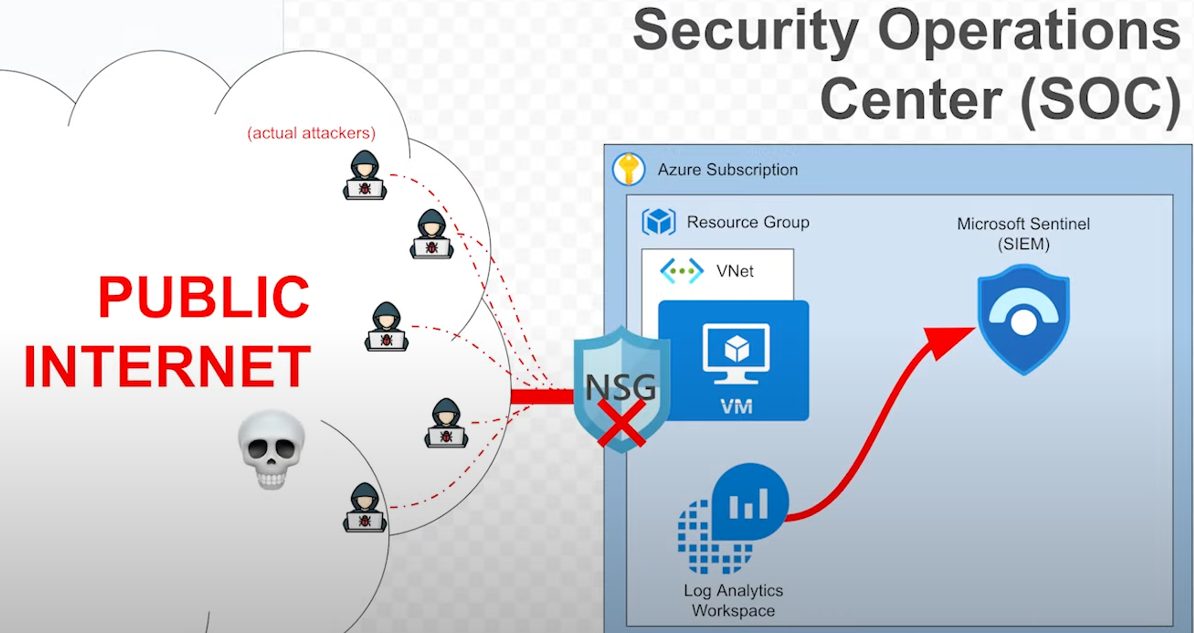 Security Operations
Center (SOC)
(actual attackers)
PUBLIC
INTERNET
Azure Subscription
Resource Group
Microsoft Sentinel
(SIEM)
VNet
NSG
VM
Log Analytics
Workspace